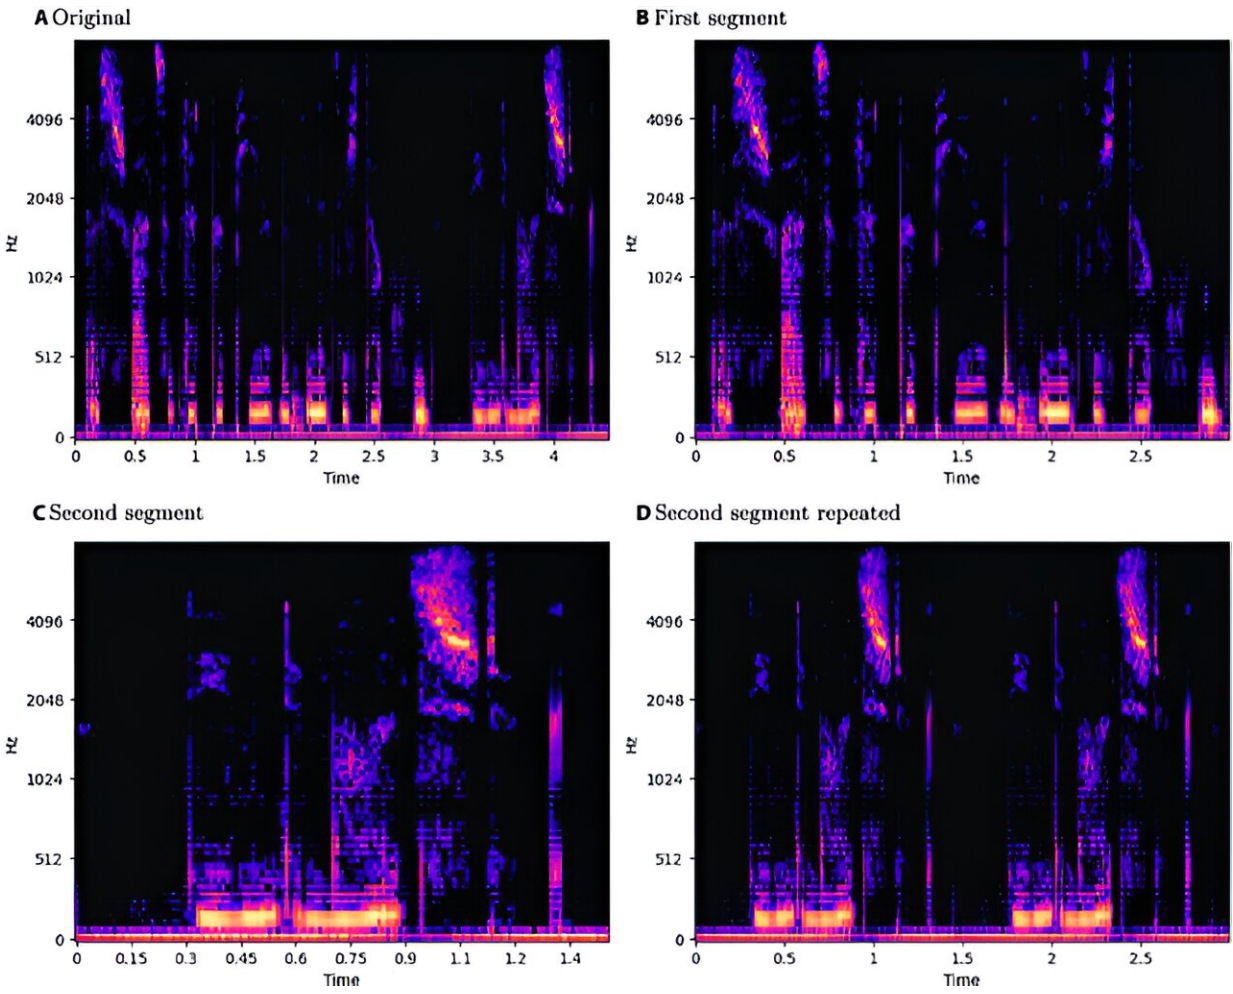 A Original
4096
2048
1024
512
0
Hz
0 0.5 1 1.5 2 2.5 3 3.5 4
Time
B First segment
4096
2048
1024
512
0
Hz
0 0.5 1 1.5 2 2.5
Time
C Second segment
4096
2048
1024
512
0
Hz
0 0.15 0.3 0.45 0.6 0.75 0.9 1.1 1.2 1.4
Time
D Second segment repeated
4096
2048
1024
512
0
Hz
0 0.5 1 1.5 2 2.5
Time